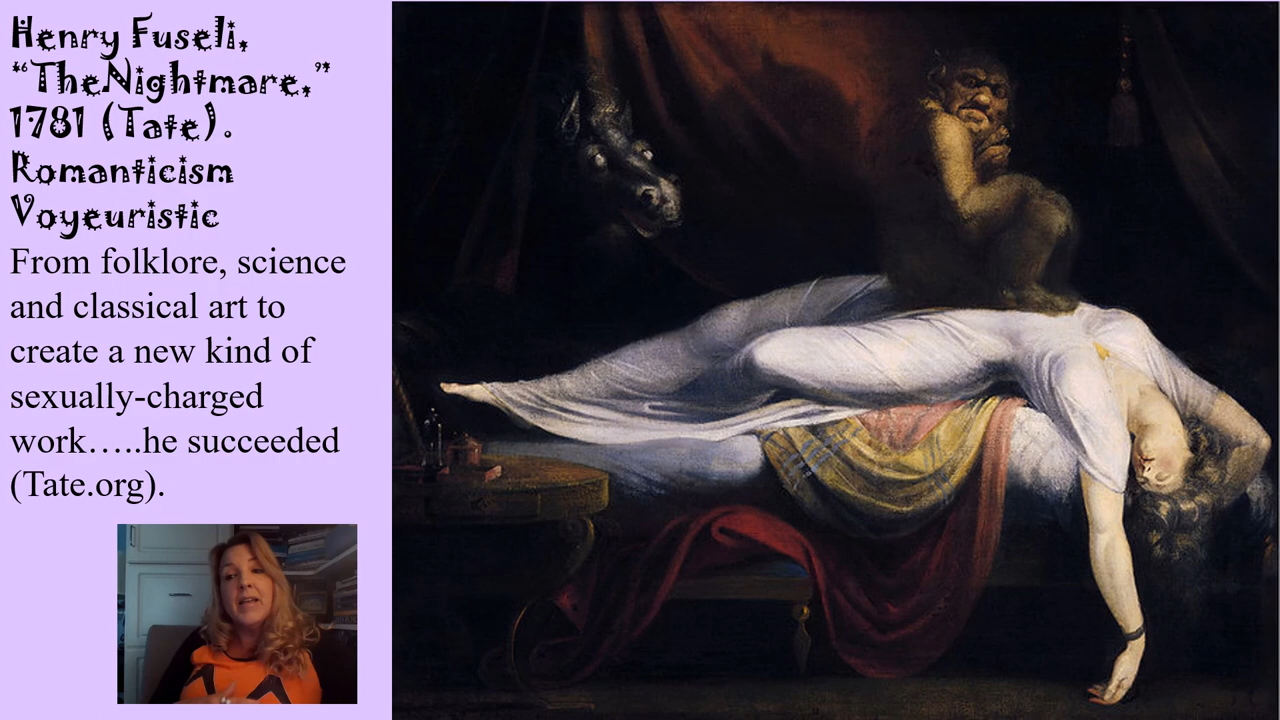 Henry Fuseli,
“TheNightmare,”
1781 (Tate).
Romanticism
Voyeuristic
From folklore, science
and classical art to
create a new kind of
sexually-charged
work…..he succeeded
(Tate.org).